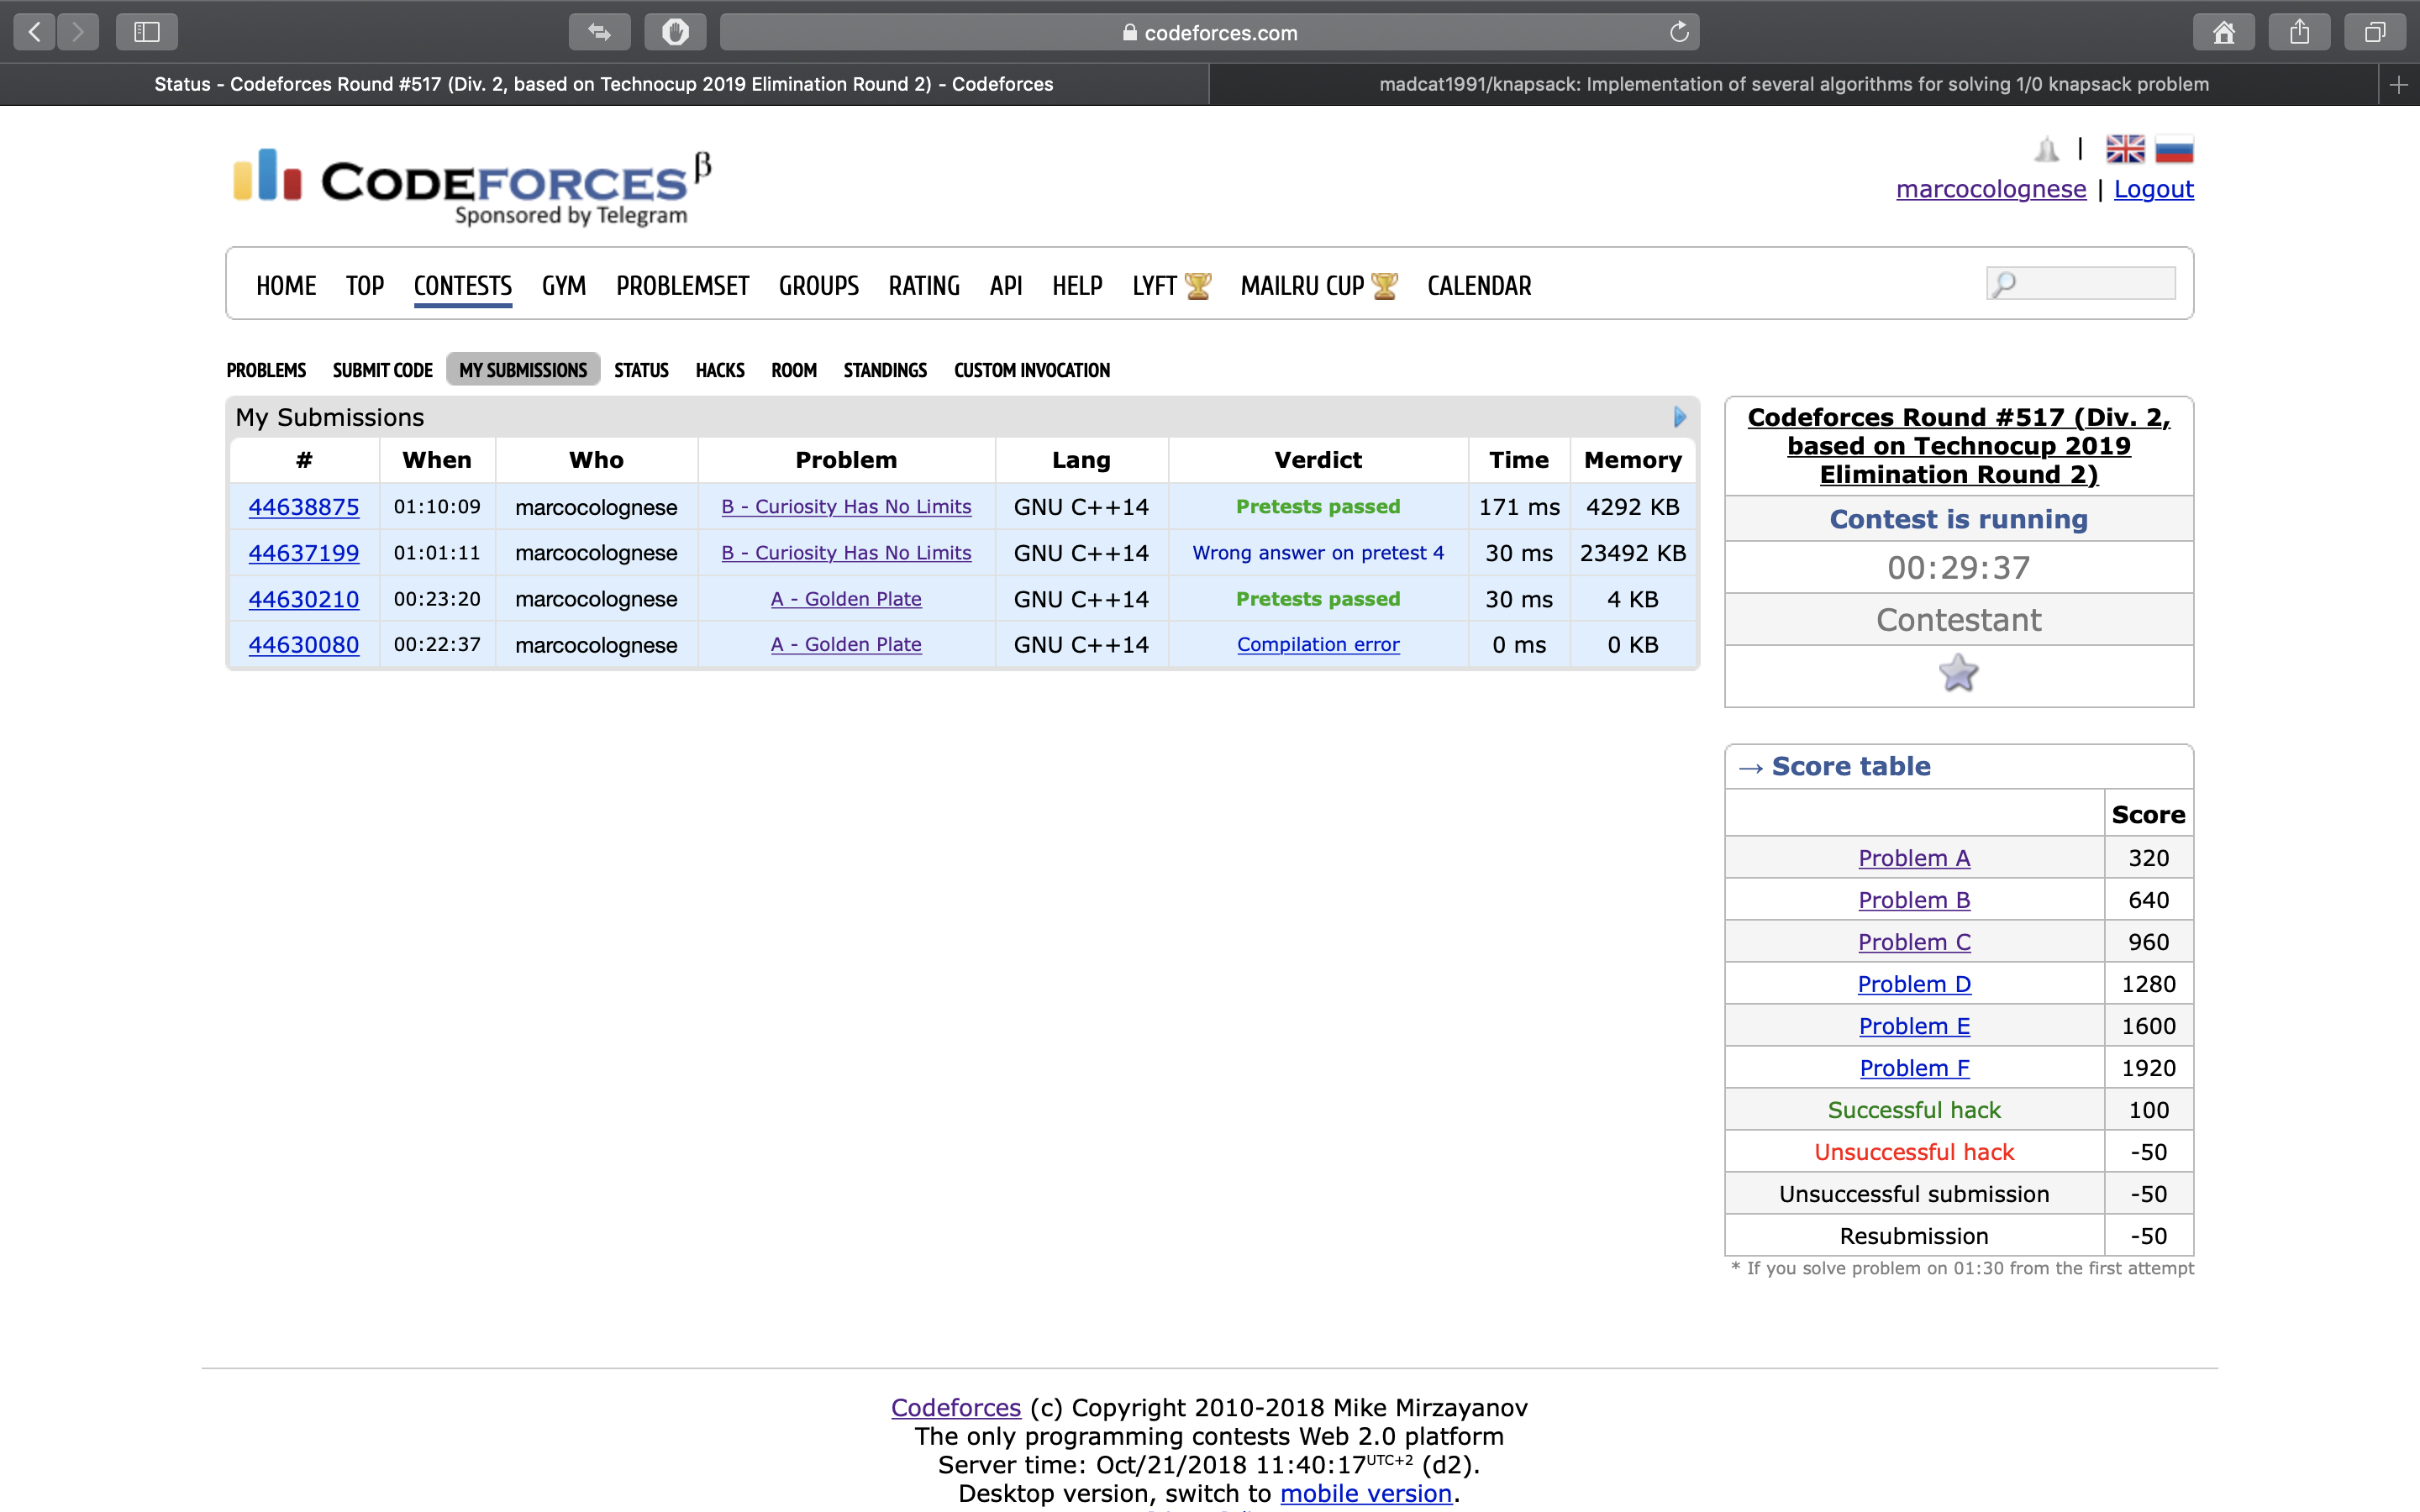 codeforces.com
Status - Codeforces Round #517 (Div. 2, based on Technocup 2019 Elimination Round 2) - Codeforces
madcat1991/knapsack: Implementation of several algorithms for solving 1/0 knapsack problem
CODEFORCES β
Sponsored by Telegram
|
marcocolognese | Logout
HOME TOP CONTESTS GYM PROBLEMSET GROUPS RATING API HELP LYFT MAILRU CUP CALENDAR
PROBLEMS SUBMIT CODE MY SUBMISSIONS STATUS HACKS ROOM STANDINGS CUSTOM INVOCATION
My Submissions
# When Who Problem Lang Verdict Time Memory
44638875 01:10:09 marcocolognese B - Curiosity Has No Limits GNU C++14 Pretests passed 171 ms 4292 KB
44637199 01:01:11 marcocolognese B - Curiosity Has No Limits GNU C++14 Wrong answer on pretest 4 30 ms 23492 KB
44630210 00:23:20 marcocolognese A - Golden Plate GNU C++14 Pretests passed 30 ms 4 KB
44630080 00:22:37 marcocolognese A - Golden Plate GNU C++14 Compilation error 0 ms 0 KB
Codeforces Round #517 (Div. 2,
based on Technocup 2019
Elimination Round 2)
Contest is running
00:29:37
Contestant
→ Score table
Score
Problem A 320
Problem B 640
Problem C 960
Problem D 1280
Problem E 1600
Problem F 1920
Successful hack 100
Unsuccessful hack -50
Unsuccessful submission -50
Resubmission -50
* If you solve problem on 01:30 from the first attempt
Codeforces (c) Copyright 2010-2018 Mike Mirzayanov
The only programming contests Web 2.0 platform
Server time: Oct/21/2018 11:40:17UTC+2 (d2).
Desktop version, switch to mobile version.